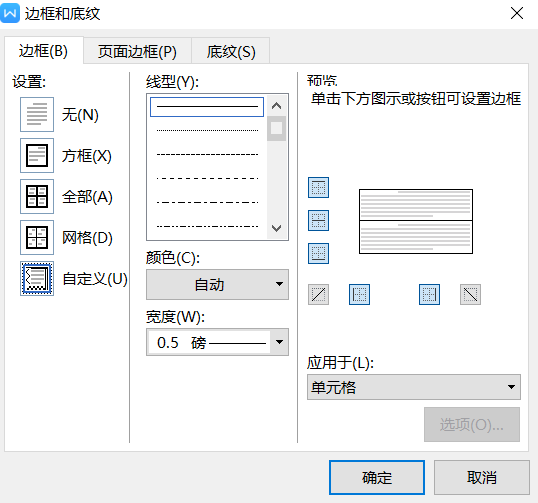 边框和底纹
边框(B)
页面边框(P)
底纹(S)
设置:
无(N)
方框(X)
全部(A)
网格(D)
自定义(U)
线型(Y):
颜色(C):
自动
宽度(W):
0.5 磅
预览
单击下方图示或按钮可设置边框
应用于(L):
单元格
选项(O)...
确定
取消